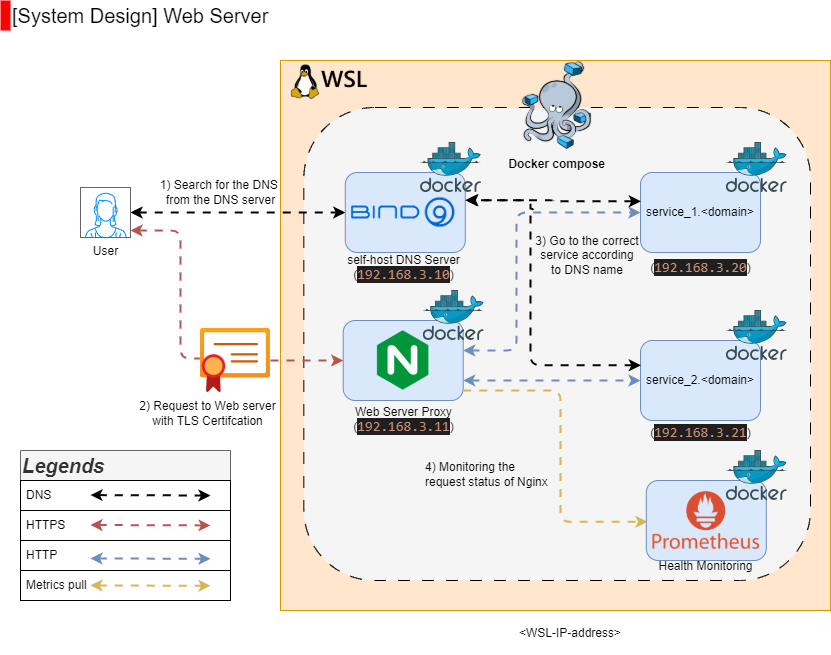 [System Design] Web Server
WSL
Docker compose
docker
docker
1) Search for the DNS
from the DNS server
BIND 9
service_1.<domain>
User
self-host DNS Server
(192.168.3.10)
3) Go to the correct
service according
to DNS name
(192.168.3.20)
docker
docker
N
service_2.<domain>
2) Request to Web server
with TLS Certifcation
Web Server Proxy
(192.168.3.11)
(192.168.3.21)
4) Monitoring the
request status of Nginx
docker
Prometheus
Health Monitoring
Legends
DNS
HTTPS
HTTP
Metrics pull
<WSL-IP-address>